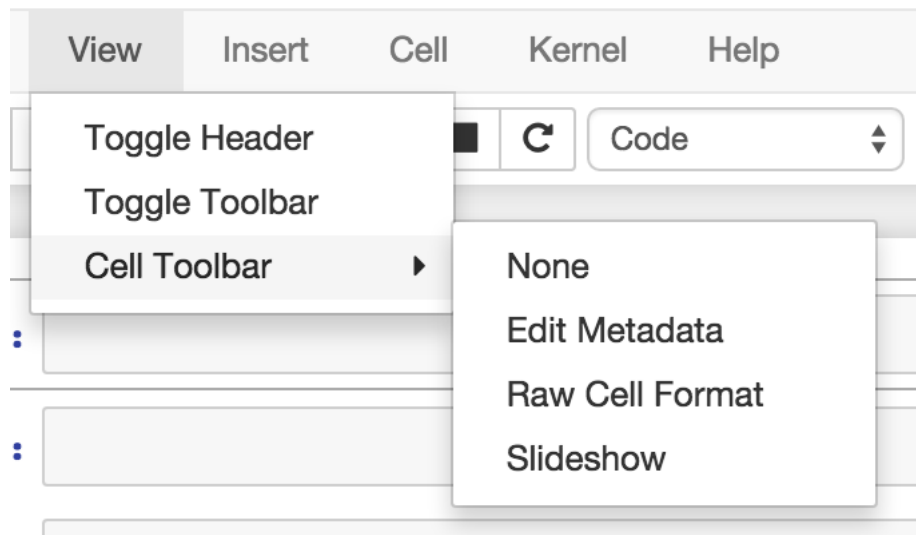 View Insert Cell Kernel Help
Toggle Header
Code
Toggle Toolbar
Cell Toolbar
None
Edit Metadata
Raw Cell Format
Slideshow